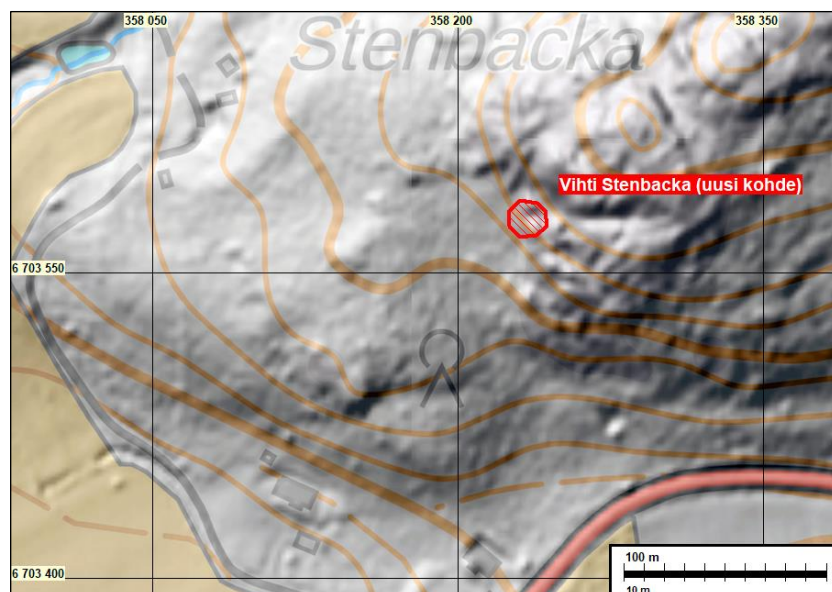 358 050
358 200
358 350
Stenbacka
Vihti Stenbacka (uusi kohde)
6 703 550
6 703 400
100 m
10 m